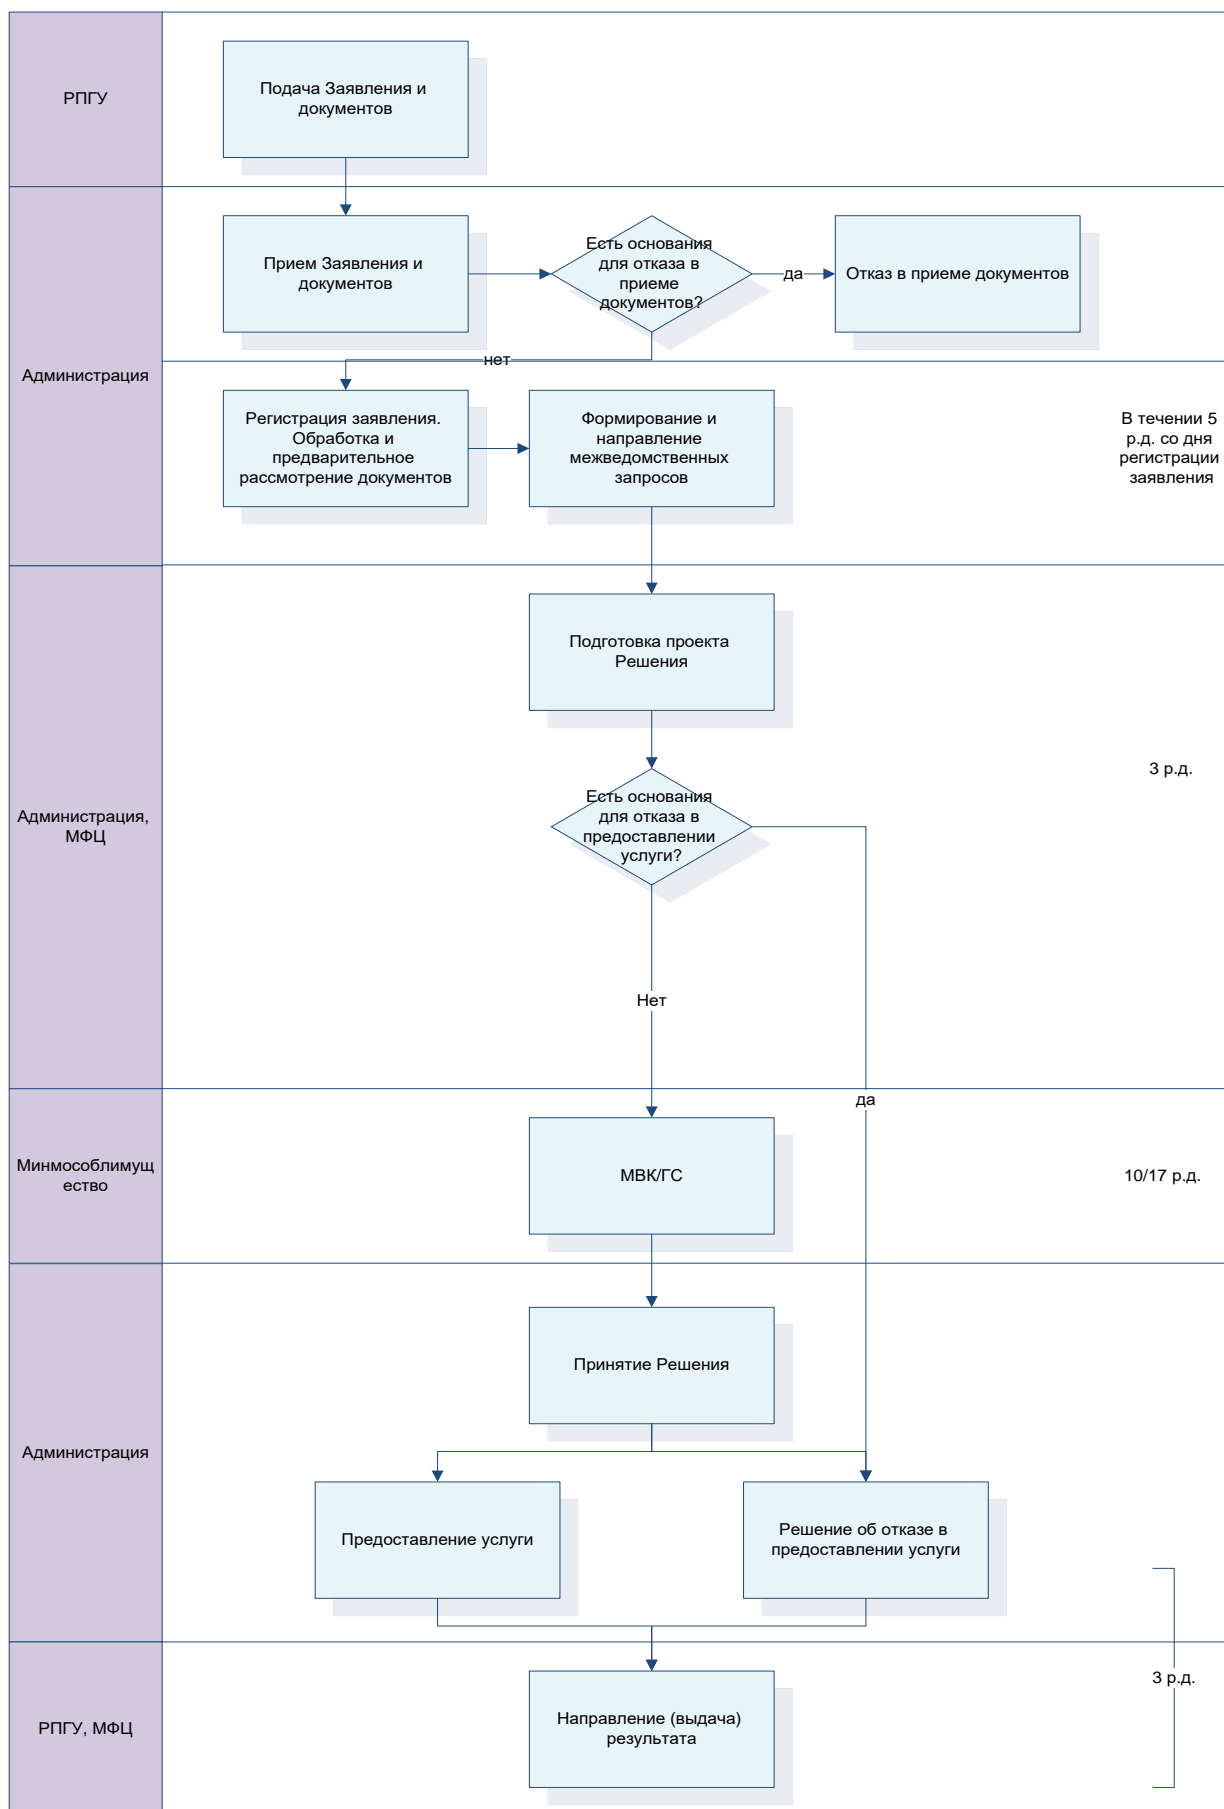 РПГУ
Подача Заявления и
документов
Администрация
Прием Заявления и
документов
Есть основания
для отказа в
приеме
документов?
да
Отказ в приеме документов
нет
Регистрация заявления.
Обработка и
предварительное
рассмотрение документов
Формирование и
направление
межведомственных
запросов
В течении 5
р.д. со дня
регистрации
заявления
Администрация,
МФЦ
Подготовка проекта
Решения
3 р.д.
Есть основания
для отказа в
предоставлении
услуги?
Нет
да
Минмособлимущ
ество
МВК/ГС
10/17 р.д.
Администрация
Принятие Решения
Предоставление услуги
Решение об отказе в
предоставлении услуги
3 р.д.
РПГУ, МФЦ
Направление (выдача)
результата